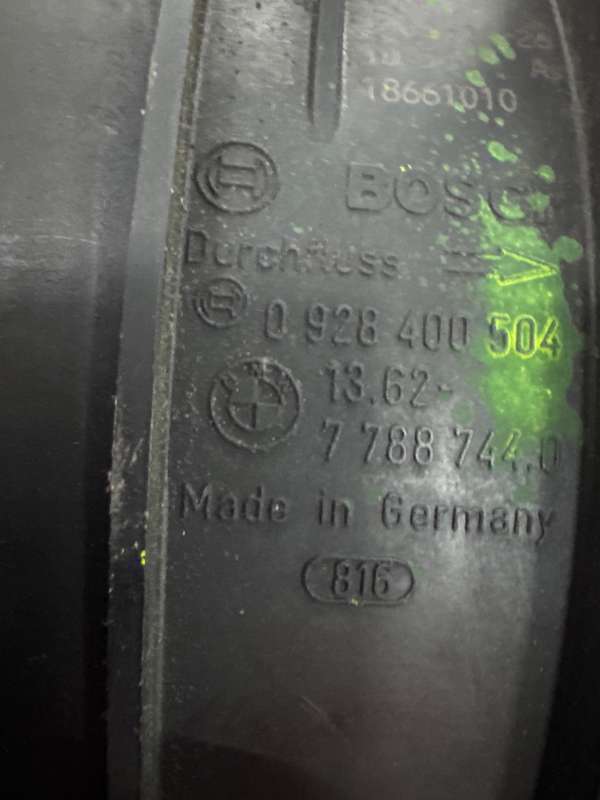 18661010
BOSCH
Durchfluss =>
0 928 400 504
13.62-
7 788 744.0
Made in Germany
816